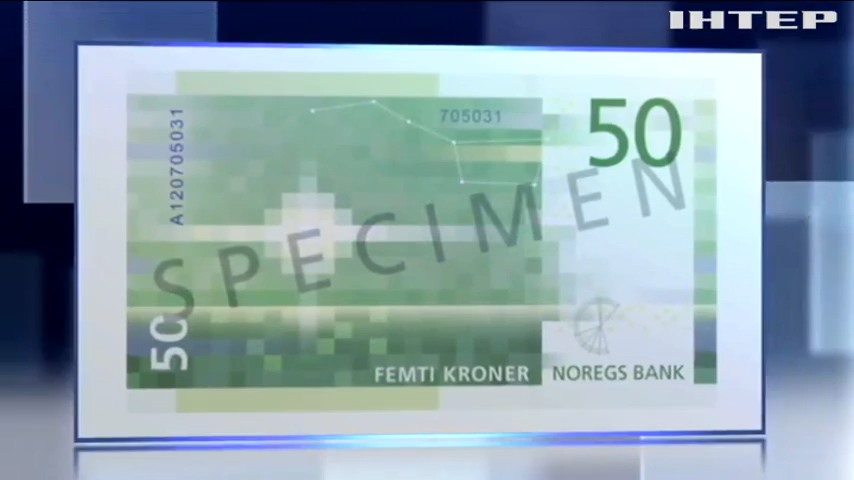 ІНТЕР
705031
50
A120705031
SPECIMEN
50
FEMTI KRONER
NOREGS BANK